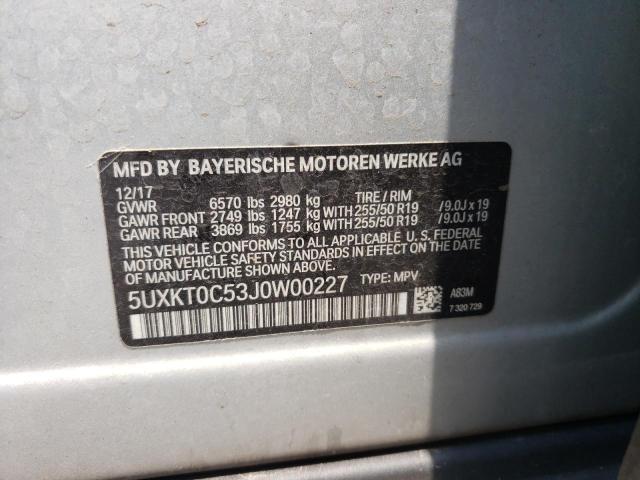 MFD BY BAYERISCHE MOTOREN WERKE AG
12/17
GVWR 6570 lbs 2980 kg TIRE / RIM
GAWR FRONT 2749 lbs 1247 kg WITH 255/50 R19 /9.0J x 19
GAWR REAR 3869 lbs 1755 kg WITH 255/50 R19 /9.0J x 19
THIS VEHICLE CONFORMS TO ALL APPLICABLE U.S. FEDERAL
MOTOR VEHICLE SAFETY STANDARDS IN EFFECT ON THE
DATE OF MANUFACTURE SHOWN ABOVE.
5UXKT0C53J0W00227 TYPE: MPV
A83M
7 320 729